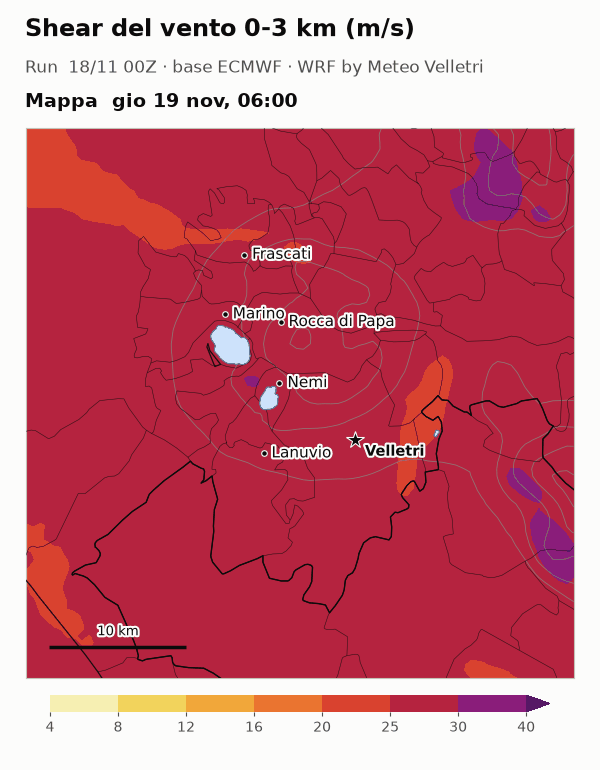 Shear del vento 0-3 km (m/s)
Run  18/11 00Z · base ECMWF · WRF by Meteo Velletri
Mappa  gio 19 nov, 06:00
Frascati
Marino
Rocca di Papa
Nemi
Velletri
Lanuvio
10 km
4 8 12 16 20 25 30 40